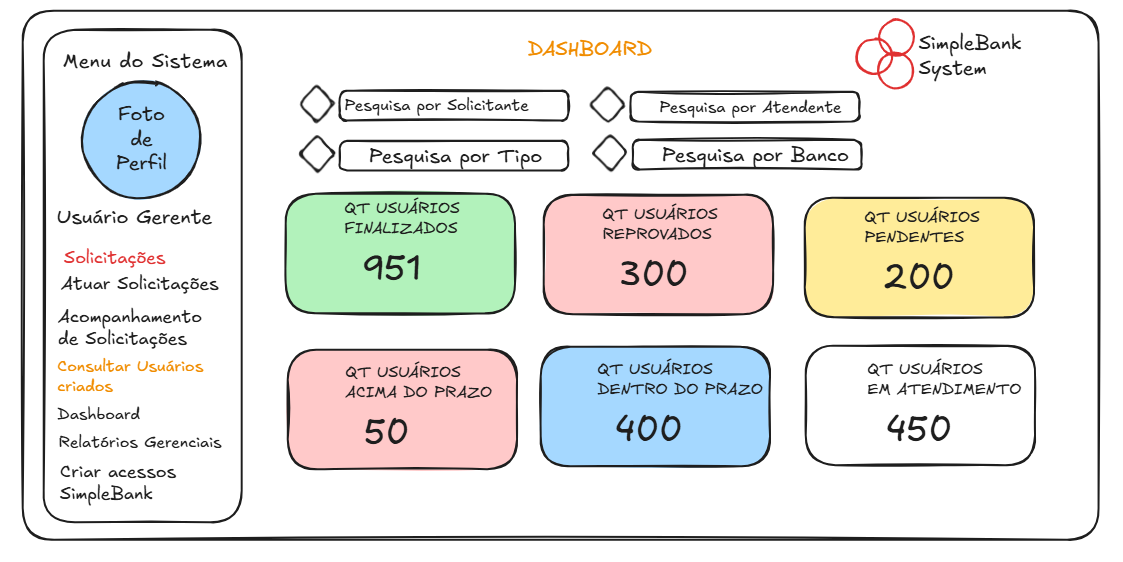 Menu do Sistema
Foto
de
Perfil
Usuário Gerente
Solicitações
Atuar Solicitações
Acompanhamento
de Solicitações
Consultar Usuários
criados
Dashboard
Relatórios Gerenciais
Criar acessos
SimpleBank
DASHBOARD
SimpleBank
System
Pesquisa por Solicitante
Pesquisa por Atendente
Pesquisa por Tipo
Pesquisa por Banco
QT USUÁRIOS
FINALIZADOS
951
QT USUÁRIOS
REPROVADOS
300
QT USUÁRIOS
PENDENTES
200
QT USUÁRIOS
ACIMA DO PRAZO
50
QT USUÁRIOS
DENTRO DO PRAZO
400
QT USUÁRIOS
EM ATENDIMENTO
450